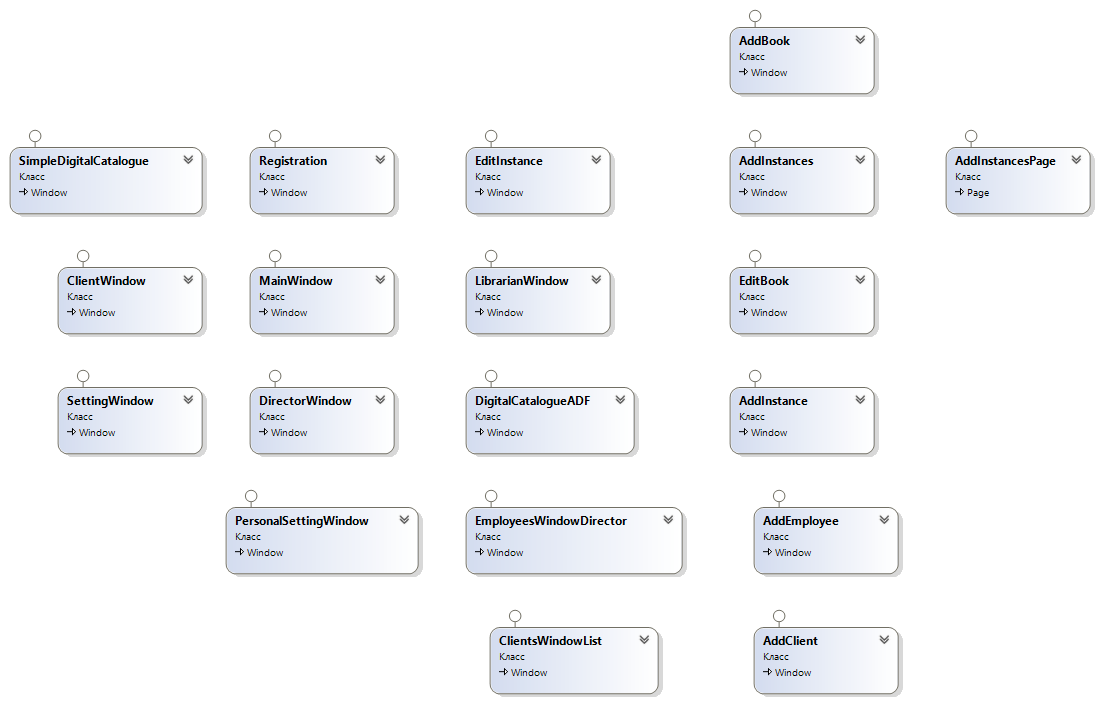 AddBook
Класс
Window
SimpleDigitalCatalogue
Класс
Window
Registration
Класс
Window
EditInstance
Класс
Window
AddInstances
Класс
Window
AddInstancesPage
Класс
Page
ClientWindow
Класс
Window
MainWindow
Класс
Window
LibrarianWindow
Класс
Window
EditBook
Класс
Window
SettingWindow
Класс
Window
DirectorWindow
Класс
Window
DigitalCatalogueADF
Класс
Window
AddInstance
Класс
Window
PersonalSettingWindow
Класс
Window
EmployeesWindowDirector
Класс
Window
AddEmployee
Класс
Window
ClientsWindowList
Класс
Window
AddClient
Класс
Window